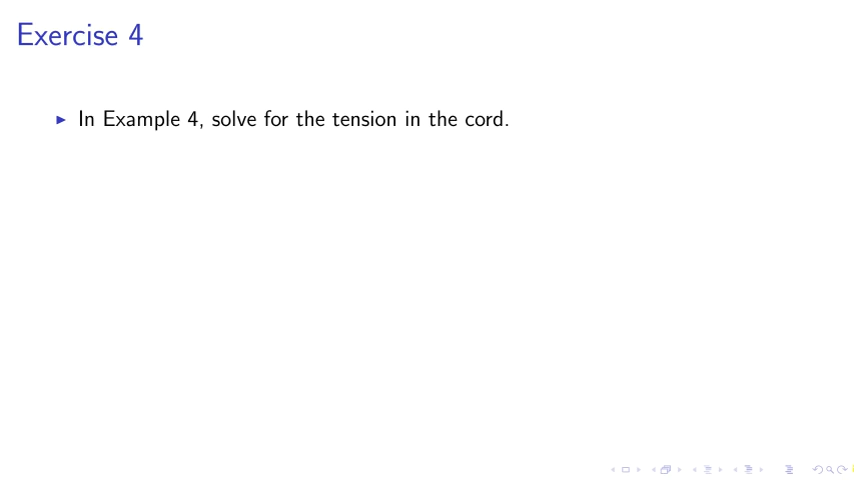 Exercise 4
In Example 4, solve for the tension in the cord.